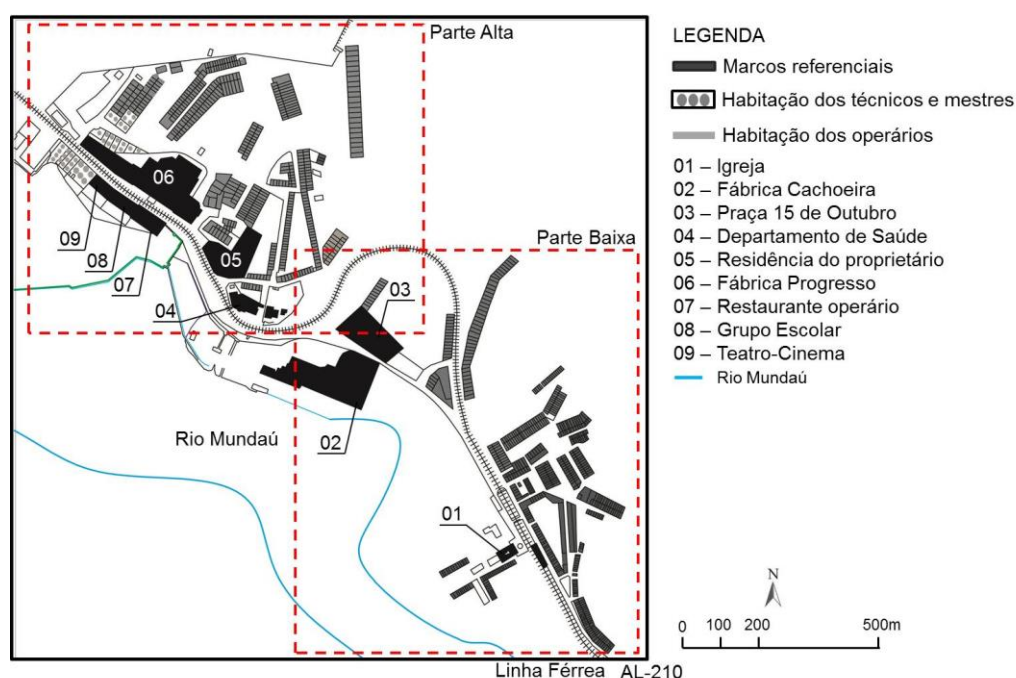 Parte Alta
06
09
08
07
05
04
03
Parte Baixa
02
Rio Mundaú
01
Linha Férrea AL-210
LEGENDA
Marcos referenciais
Habitação dos técnicos e mestres
Habitação dos operários
01 – Igreja
02 – Fábrica Cachoeira
03 – Praça 15 de Outubro
04 – Departamento de Saúde
05 – Residência do proprietário
06 – Fábrica Progresso
07 – Restaurante operário
08 – Grupo Escolar
09 – Teatro-Cinema
Rio Mundaú
N
0 100 200 500m